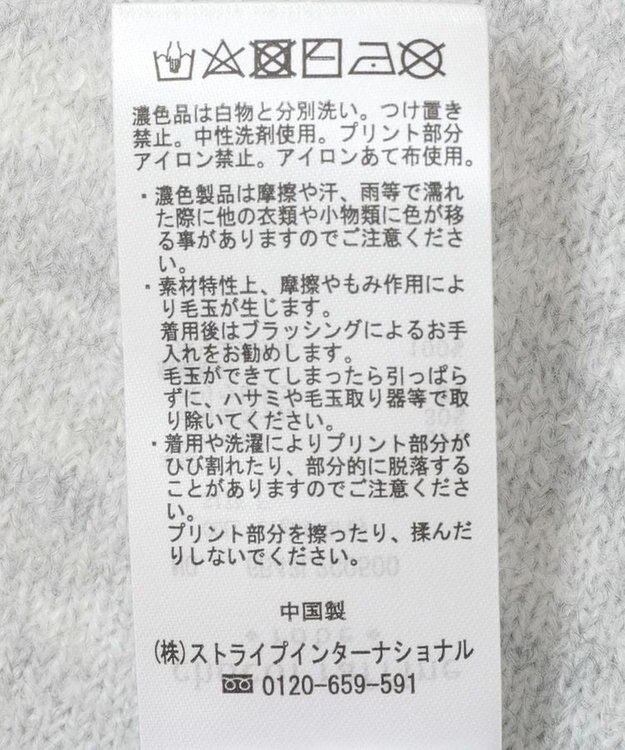 濃色品は白物と分別洗い。つけ置き
禁止。中性洗剤使用。プリント部分
アイロン禁止。アイロンあて布使用。
・濃色製品は摩擦や汗、雨等で濡れ
た際に他の衣類や小物類に色が移
る事がありますのでご注意くださ
い。
・素材特性上、摩擦やもみ作用によ
り毛玉が生じます。
着用後はブラッシングによるお手
入れをお勧めします。
毛玉ができてしまったら引っぱら
ずに、ハサミや毛玉取り器等で取
り除いてください。
・着用や洗濯によりプリント部分が
ひび割れたり、部分的に脱落する
ことがありますのでご注意くださ
い。
プリント部分を擦ったり、揉んだ
りしないでください。
中国製
(株)ストライプインターナショナル
0120-659-591